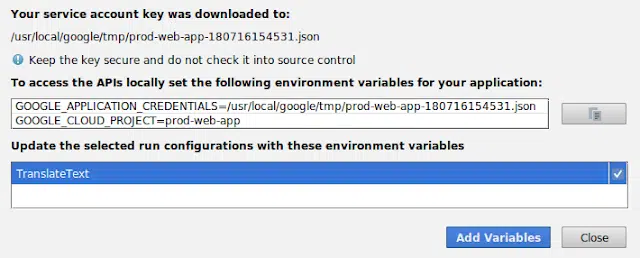 Your service account key was downloaded to:
/usr/local/google/tmp/prod-web-app-180716154531.json
Keep the key secure and do not check it into source control
To access the APIs locally set the following environment variables for your application:
GOOGLE_APPLICATION_CREDENTIALS=/usr/local/google/tmp/prod-web-app-180716154531.json
GOOGLE_CLOUD_PROJECT=prod-web-app
Update the selected run configurations with these environment variables
TranslateText
Add Variables
Close